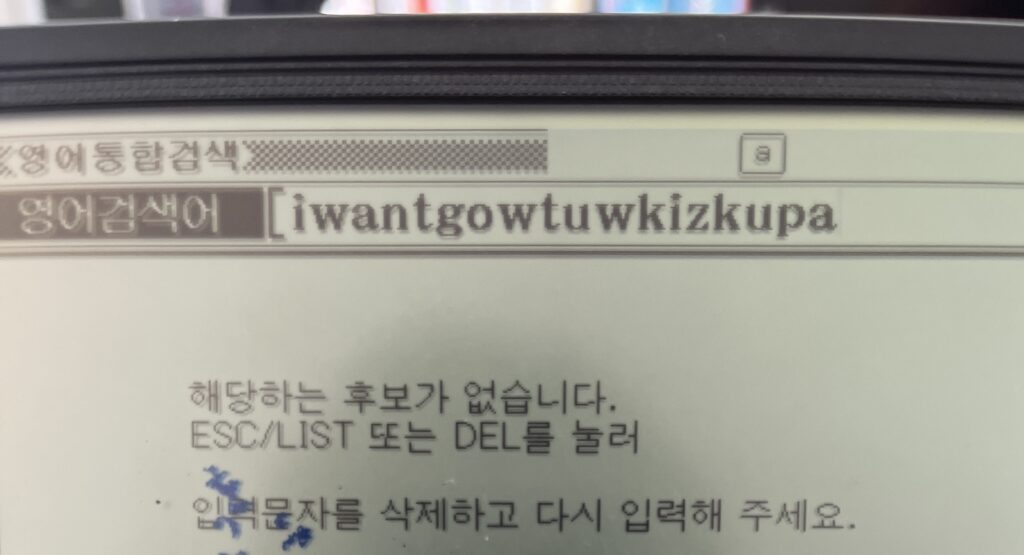 영어통합검색
a
영어검색어 [iwantgowtuwkizkupa
해당하는 후보가 없습니다.
ESC/LIST 또는 DEL를 눌러
입력문자를 삭제하고 다시 입력해 주세요.